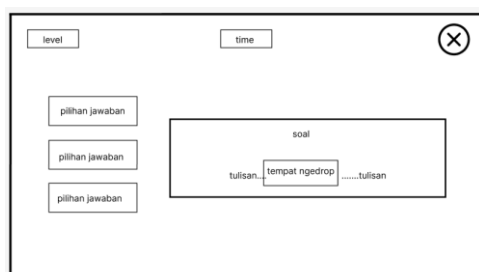 level
time
pilihan jawaban
pilihan jawaban
pilihan jawaban
soal
tulisan.... tempat ngedrop .......tulisan